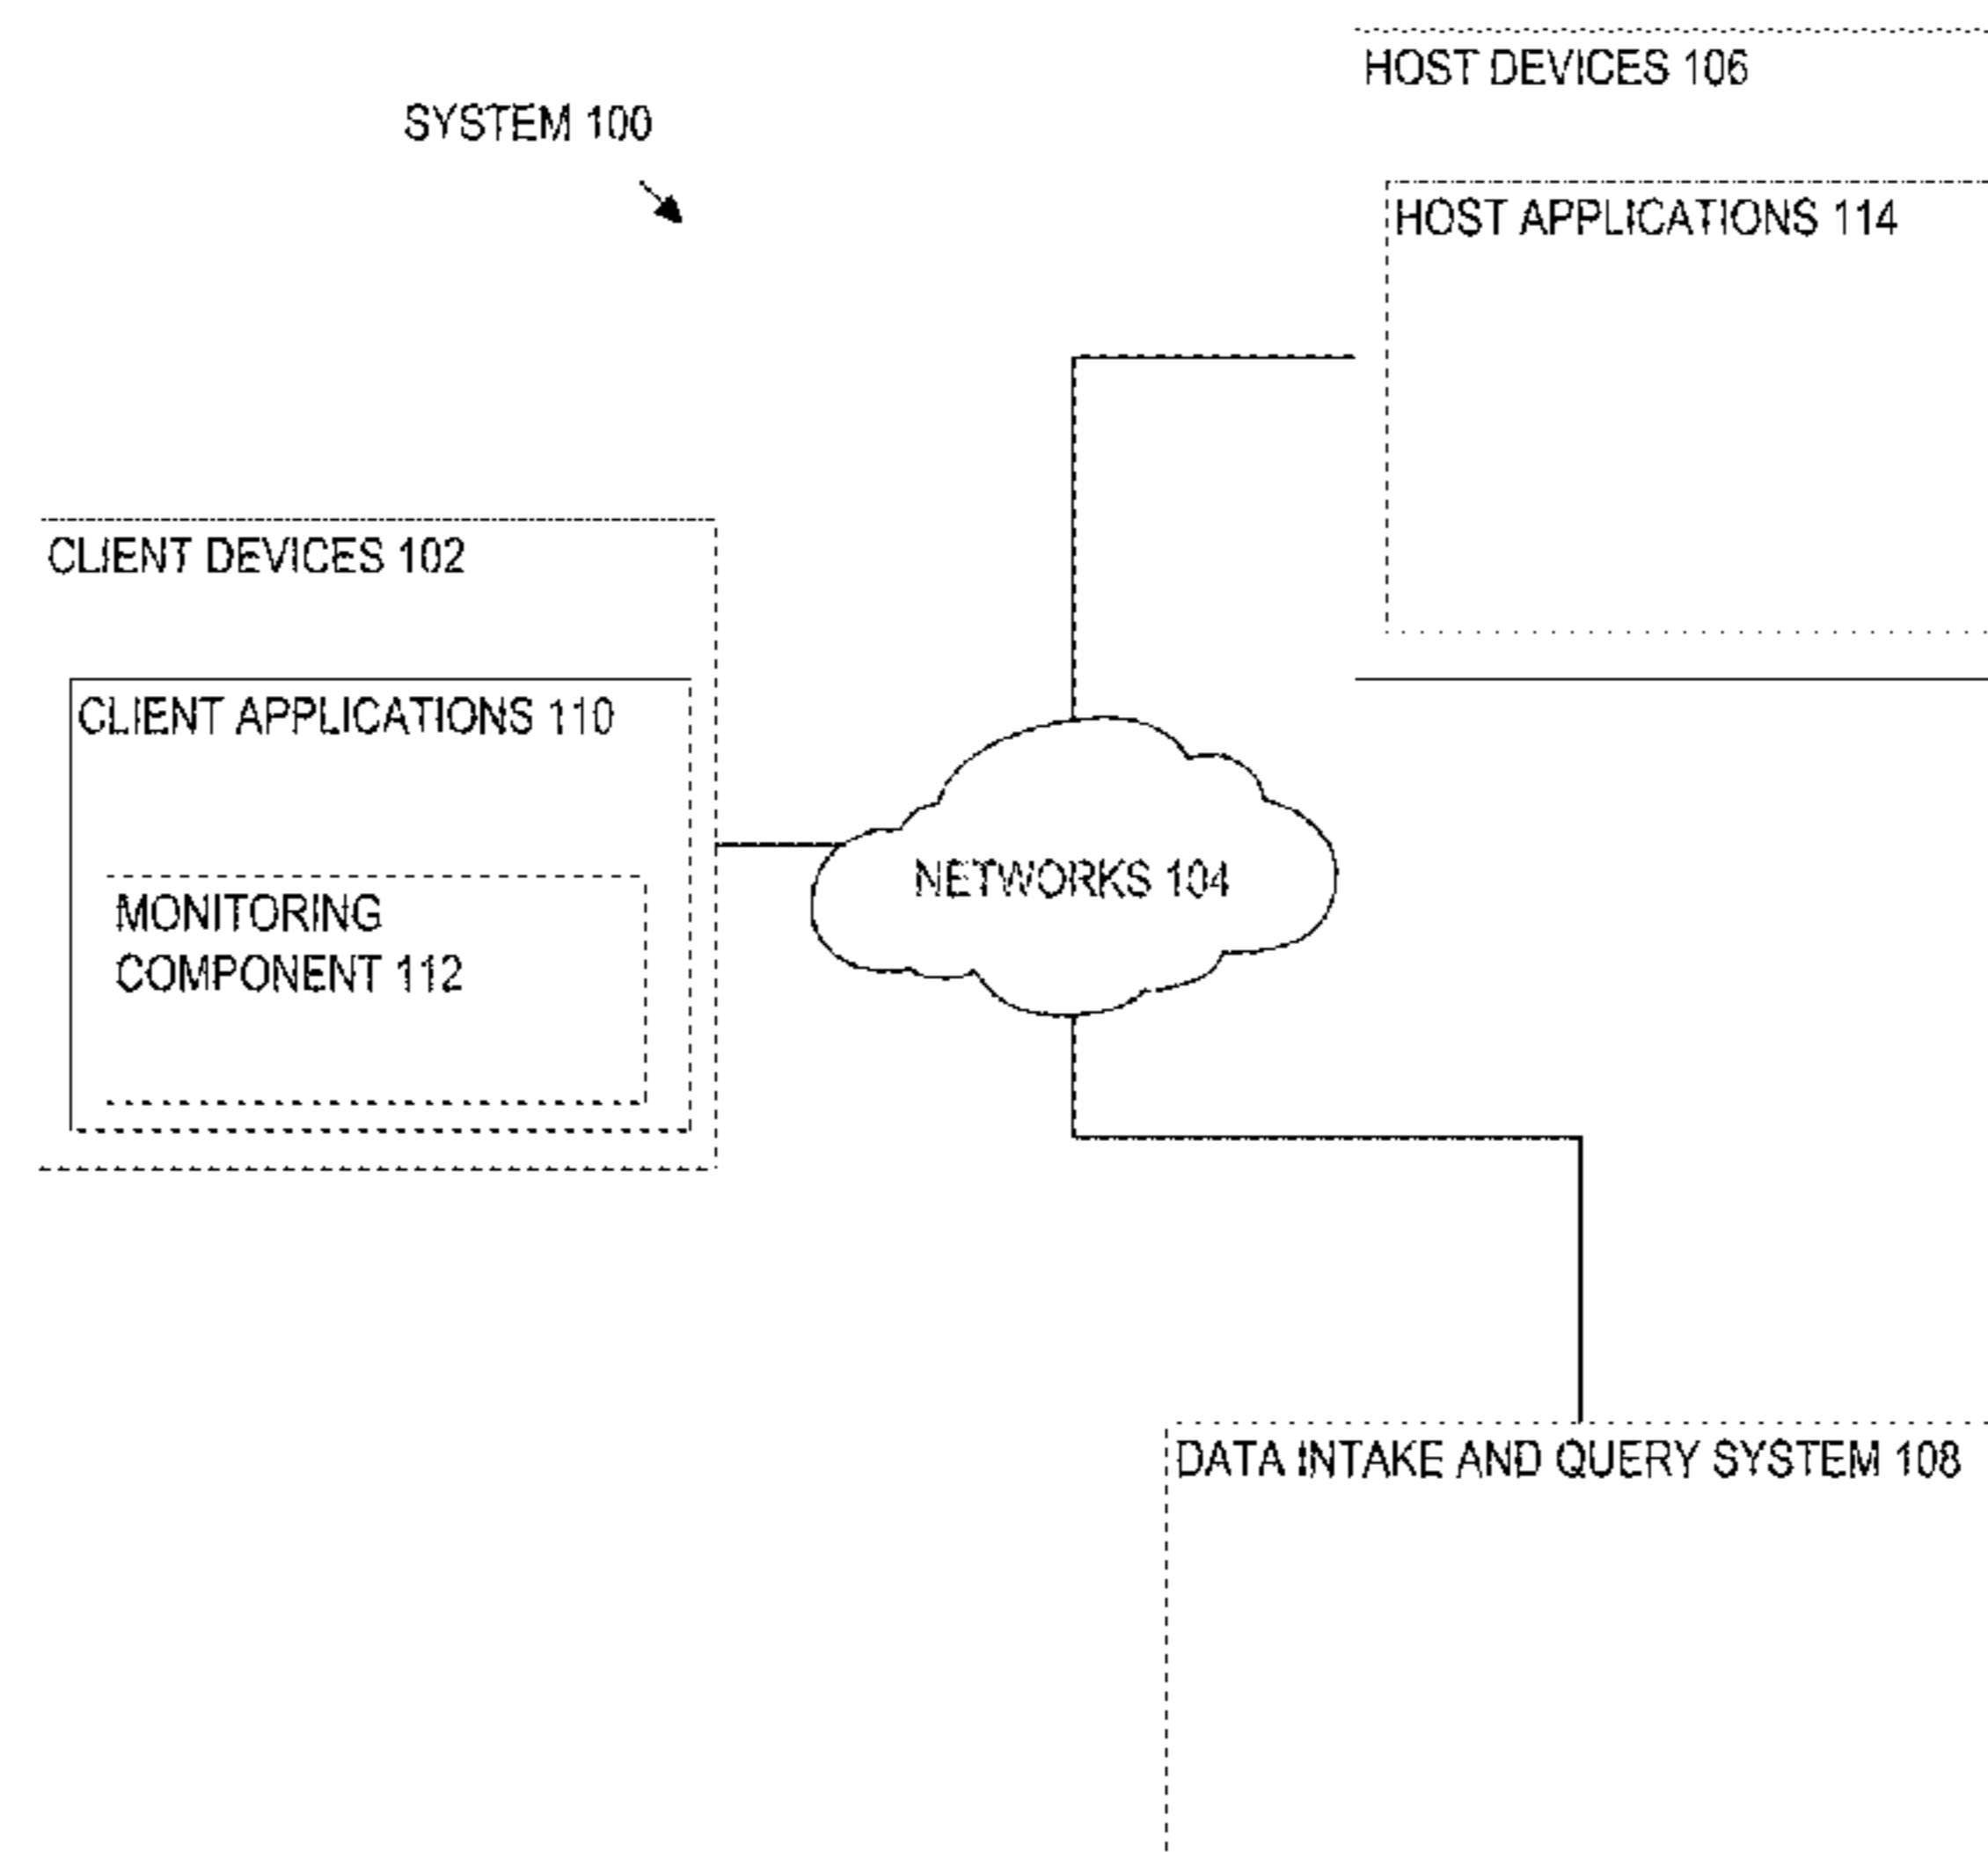 HOST DEVICES 106
SYSTEM 100
HOST APPLICATIONS 114
CLIENT DEVICES 102
CLIENT APPLICATIONS 110
MONITORING
COMPONENT 112
NETWORKS 104
DATA INTAKE AND QUERY SYSTEM 108